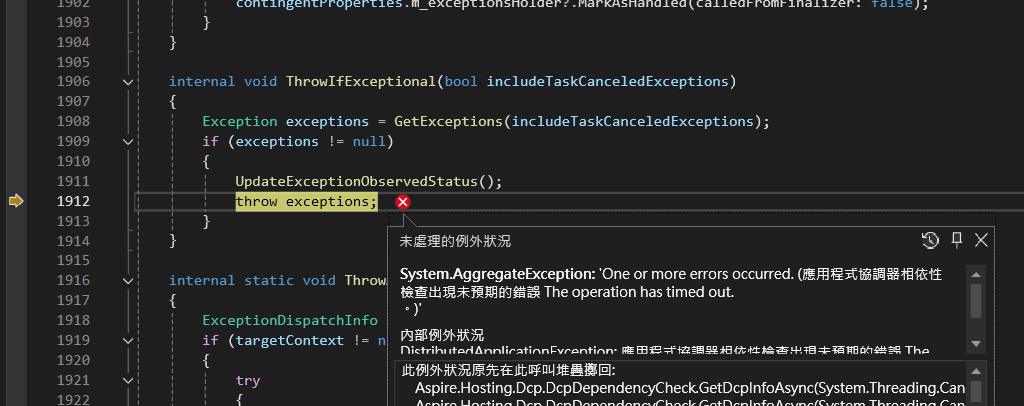 1902 contingentProperties.m_exceptionsHolder?.MarkAsHandled(calledFromFinalizer: false);
1903 }
1904 }
1905
1906 internal void ThrowIfExceptional(bool includeTaskCanceledExceptions)
1907 {
1908 Exception exceptions = GetExceptions(includeTaskCanceledExceptions);
1909 if (exceptions != null)
1910 {
1911 UpdateExceptionObservedStatus();
1912 throw exceptions;
1913 }
1914 }
1915
1916 internal static void Throw
1917 {
1918 ExceptionDispatchInfo
1919 if (targetContext != n
1920 {
1921 try
1922 {
未處理的例外狀況
System.AggregateException: 'One or more errors occurred. (應用程式協調器相依性
檢查出現未預期的錯誤 The operation has timed out.
。)'
內部例外狀況
DistributedApplicationException: 應用程式協調器相依性檢查出現未預期的錯誤 The
此例外狀況原先在此呼叫堆疊擲回:
Aspire.Hosting.Dcp.DcpDependencyCheck.GetDcpInfoAsync(System.Threading.Can
Aspire.Hosting.Dcp.DcpDependencyCheck.GetDcpInfoAsync(System.Threading.Can